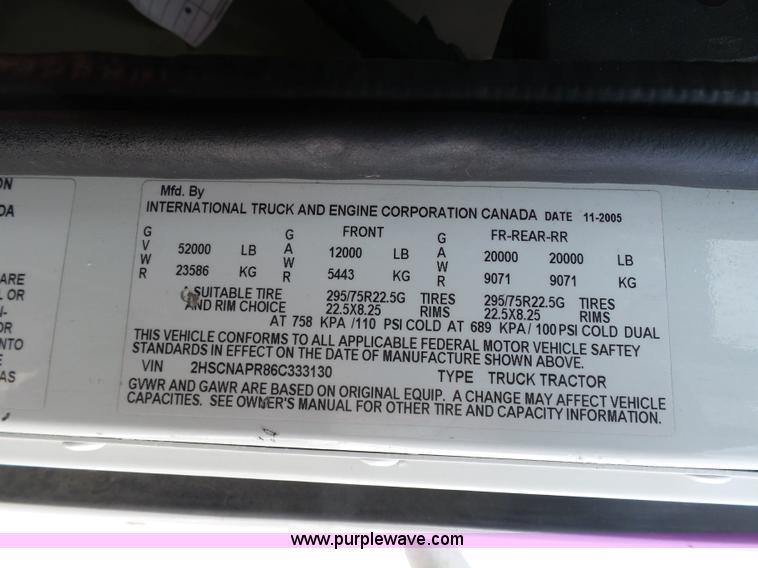 ON
DA
ARE
L OR
NI-
OR
NTO
ACE
AS
Mfd. By
INTERNATIONAL TRUCK AND ENGINE CORPORATION CANADA DATE 11-2005
G FRONT G FR-REAR-RR
GVWR 52000 LB GAWR 12000 LB GAWR 20000 20000 LB
23586 KG 5443 KG 9071 9071 KG
SUITABLE TIRE 295/75R22.5G TIRES 295/75R22.5G TIRES
AND RIM CHOICE 22.5X8.25 RIMS 22.5X8.25 RIMS
AT 758 KPA /110 PSI COLD AT 689 KPA/ 100 PSI COLD DUAL
THIS VEHICLE CONFORMS TO ALL APPLICABLE FEDERAL MOTOR VEHICLE SAFTEY
STANDARDS IN EFFECT ON THE DATE OF MANUFACTURE SHOWN ABOVE.
VIN 2HSCNAPR86C333130 TYPE TRUCK TRACTOR
GVWR AND GAWR ARE BASED ON ORIGINAL EQUIP. A CHANGE MAY AFFECT VEHICLE
CAPACITIES. SEE OWNER'S MANUAL FOR OTHER TIRE AND CAPACITY INFORMATION.
www.purplewave.com